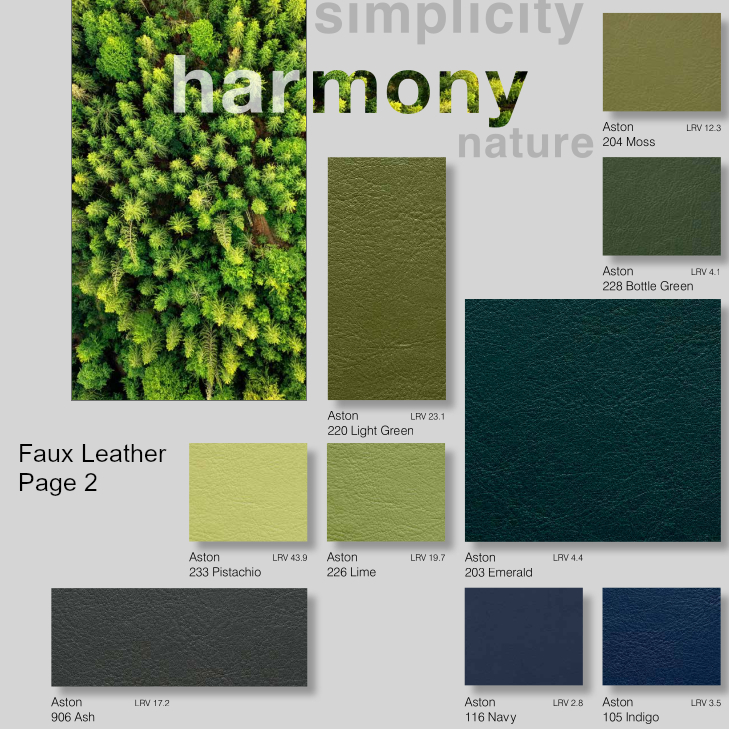 simplicity
harmony
nature
Aston LRV 12.3
204 Moss
Aston LRV 4.1
228 Bottle Green
Aston LRV 23.1
220 Light Green
Faux Leather
Page 2
Aston LRV 43.9
233 Pistachio
Aston LRV 19.7
226 Lime
Aston LRV 4.4
203 Emerald
Aston LRV 17.2
906 Ash
Aston LRV 2.8
116 Navy
Aston LRV 3.5
105 Indigo